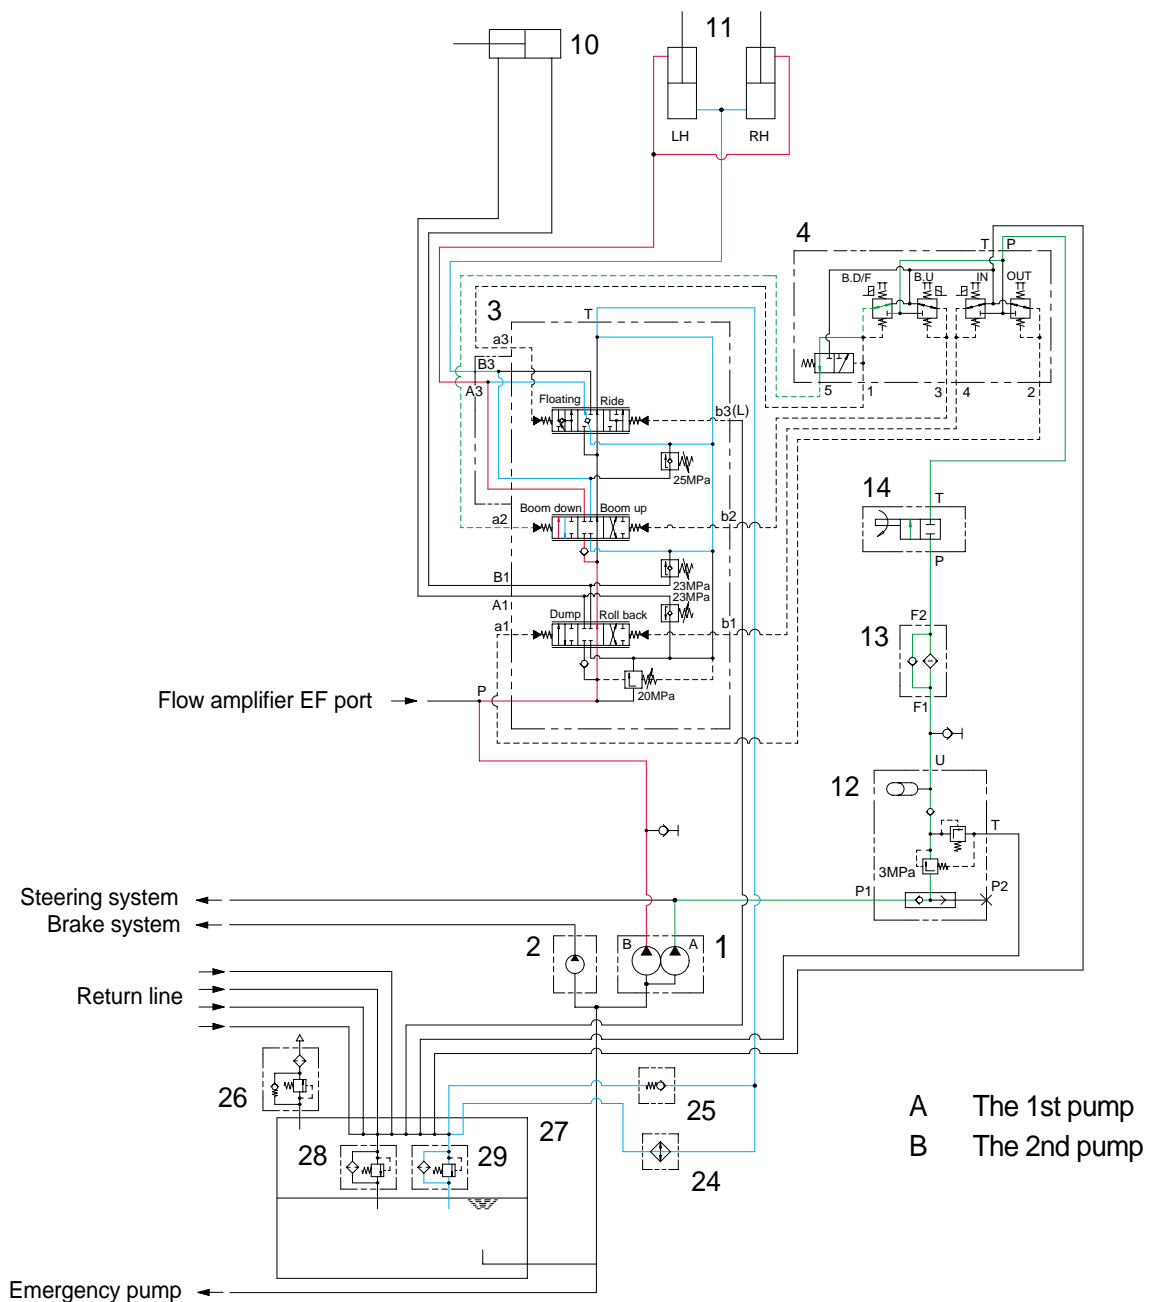 10
11
LH
RH
4
T P
B.D/F
B.U
IN
OUT
3
T
a3
B3
A3
5
1
3
4
2
Floating
Ride
b3(L)
25MPa
14
T
Boom down
Boom up
a2
b2
P
23MPa
B1
23MPa
A1
Dump
Roll back
a1
b1
F2
13
20MPa
F1
Flow amplifier EF port
P
U
12
T
3MPa
P1
P2
Steering system
Brake system
2
B
A
1
Return line
26
25
A The 1st pump
27
B The 2nd pump
28
29
24
Emergency pump